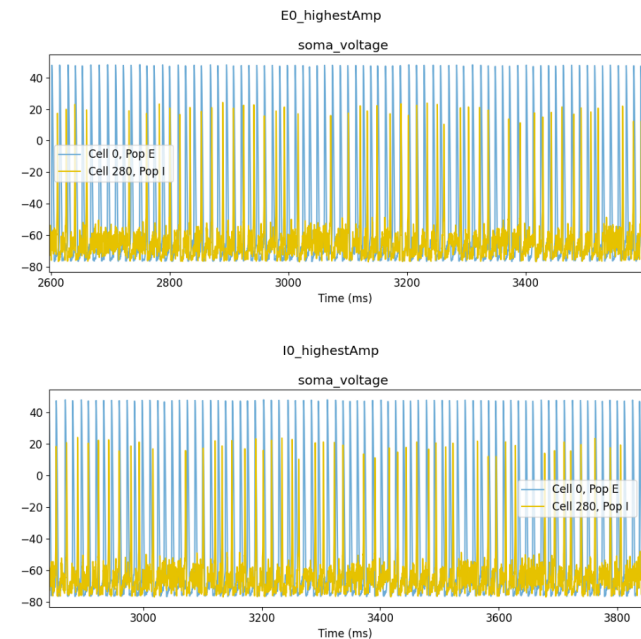 E0_highestAmp
soma_voltage
40
20
0
−20
−40
−60
−80
Cell 0, Pop E
Cell 280, Pop I
2600 2800 3000 3200 3400
Time (ms)
I0_highestAmp
soma_voltage
40
20
0
−20
−40
−60
−80
Cell 0, Pop E
Cell 280, Pop I
3000 3200 3400 3600 3800
Time (ms)